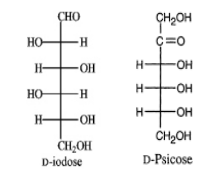 CHO
HO H
H OH
HO H
H OH
CH₂OH
D-iodose
CH₂OH
C=O
H OH
H OH
H OH
CH₂OH
D-Psicose